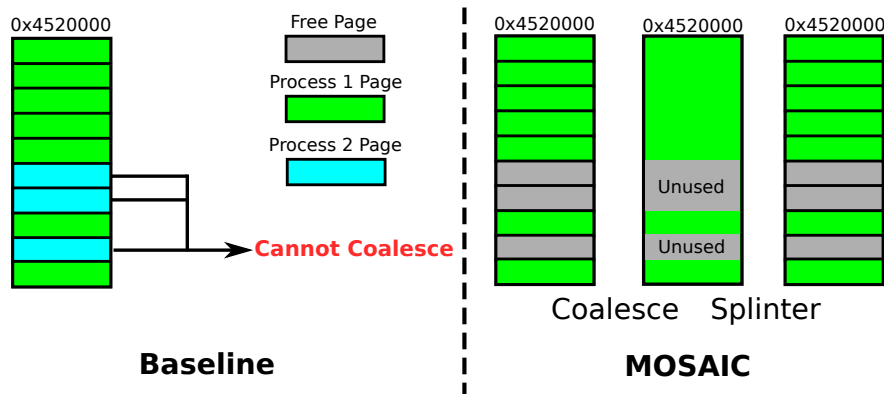 0x4520000
Free Page
Process 1 Page
Process 2 Page
Cannot Coalesce
Baseline
0x4520000
0x4520000
0x4520000
Unused
Unused
Coalesce
Splinter
MOSAIC